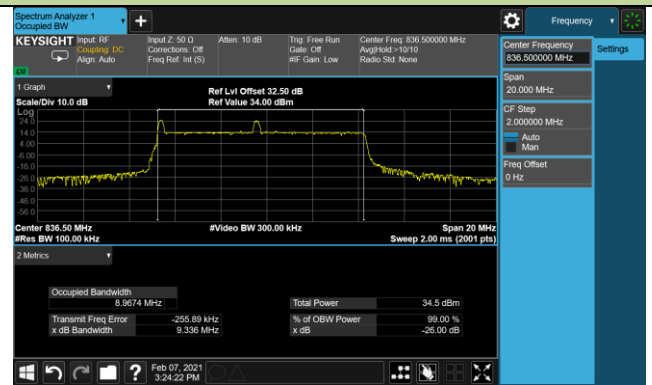 Spectrum Analyzer 1
Occupied BW
Frequency
KEYSIGHT
Input: RF
Coupling: DC
Align: Auto
Input Z: 50 Ω
Corrections: Off
Freq Ref: Int (S)
Atten: 10 dB
Trig: Free Run
Gate: Off
#IF Gain: Low
Center Freq: 836.500000 MHz
Avg|Hold:>10/10
Radio Std: None
Center Frequency
836.500000 MHz
Settings
Span
20.000 MHz
CF Step
2.000000 MHz
Auto
Man
Freq Offset
0 Hz
1 Graph
Scale/Div 10.0 dB
Ref Lvl Offset 32.50 dB
Ref Value 34.00 dBm
Log
24.0
14.0
4.00
-6.00
-16.0
-26.0
-36.0
-46.0
-56.0
Center 836.50 MHz
#Res BW 100.00 kHz
#Video BW 300.00 kHz
Span 20 MHz
Sweep 2.00 ms (2001 pts)
2 Metrics
Occupied Bandwidth
8.9674 MHz
Total Power 34.5 dBm
Transmit Freq Error -255.89 kHz
% of OBW Power 99.00 %
x dB Bandwidth 9.336 MHz
x dB -26.00 dB
?
Feb 07, 2021
3:24:22 PM